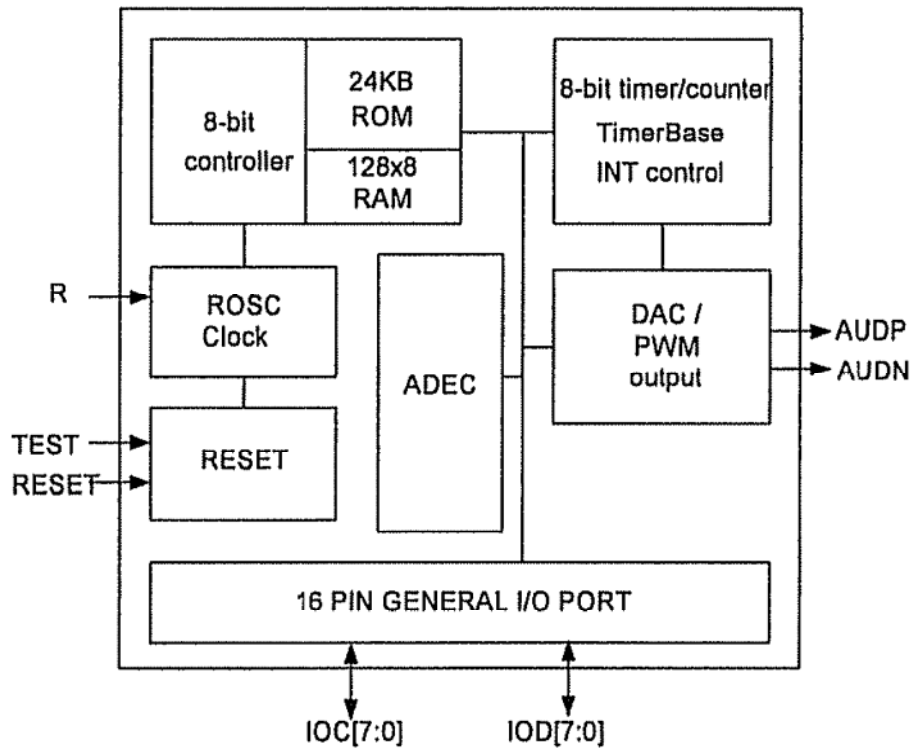 8-bit
controller
24KB
ROM
128x8
RAM
8-bit timer/counter
TimerBase
INT control
R
ROSC
Clock
ADEC
DAC /
PWM
output
AUDP
AUDN
TEST
RESET
RESET
16 PIN GENERAL I/O PORT
IOC[7:0]
IOD[7:0]